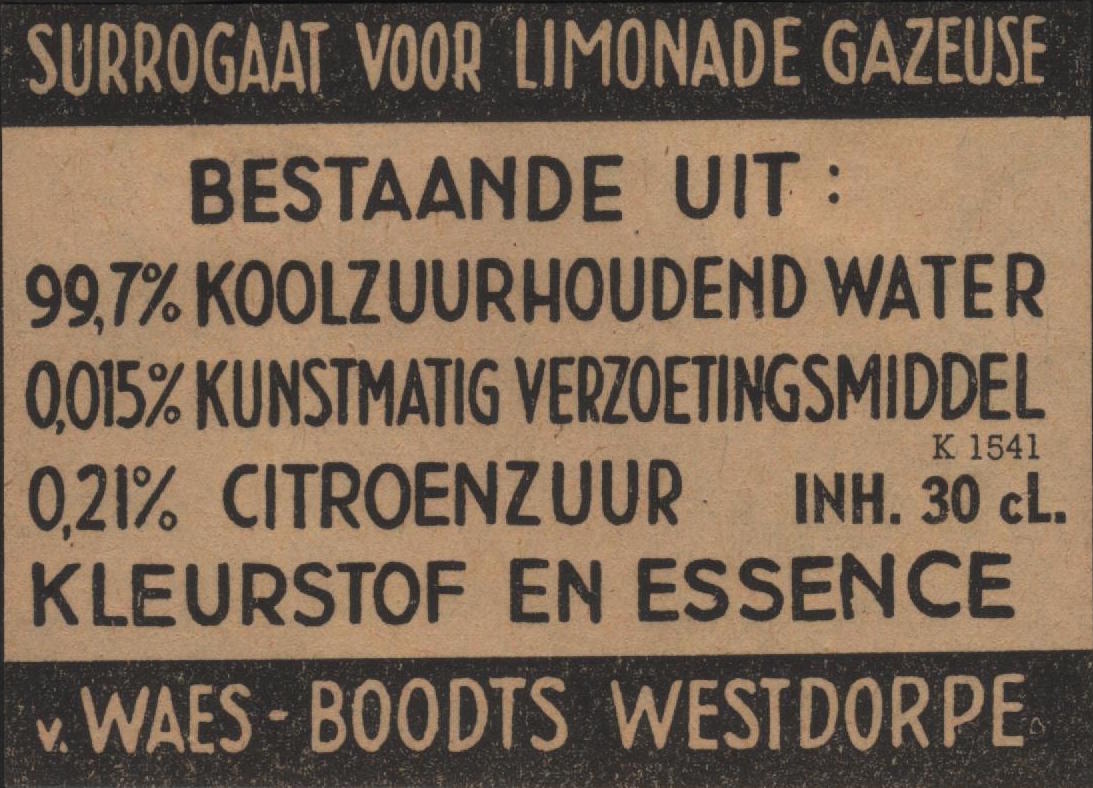 SURROGAAT VOOR LIMONADE GAZEUSE
BESTAANDE UIT :
99,7% KOOLZUURHOUDEND WATER
0,015% KUNSTMATIG VERZOETINGSMIDDEL
K 1541
0,21% CITROENZUUR INH. 30 cL.
KLEURSTOF EN ESSENCE
v. WAES - BOODTS WESTDORPE